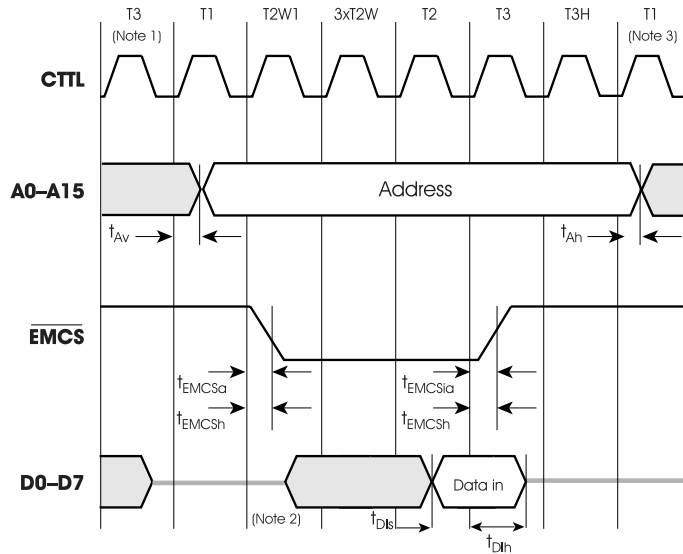 T3 T1 T2W1 3xT2W T2 T3 T3H T1
(Note 1) (Note 3)
CTTL
A0–A15 Address
tAv tAh
EMCS
tEMCSa tEMCSia
tEMCSh tEMCSh
D0–D7 Data in
(Note 2) tDIs
tDIh